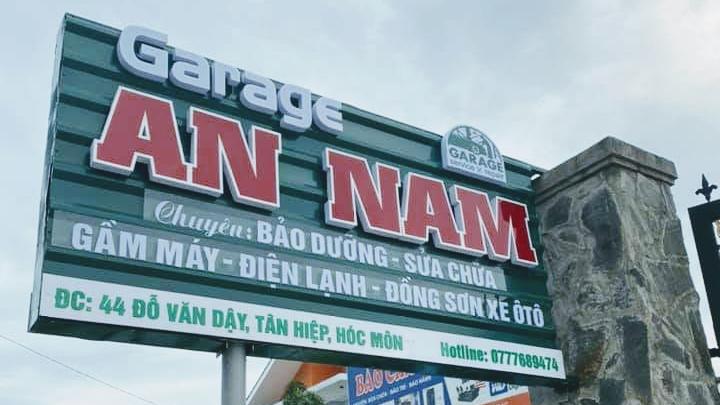 Garage
AN NAM
GARAGE
service & repair
Chuyên: BẢO DƯỠNG - SỬA CHỮA
GẦM MÁY - ĐIỆN LẠNH - ĐỒNG SƠN XE ÔTÔ
ĐC: 44 ĐỖ VĂN DẬY, TÂN HIỆP, HÓC MÔN
Hotline: 0777689474